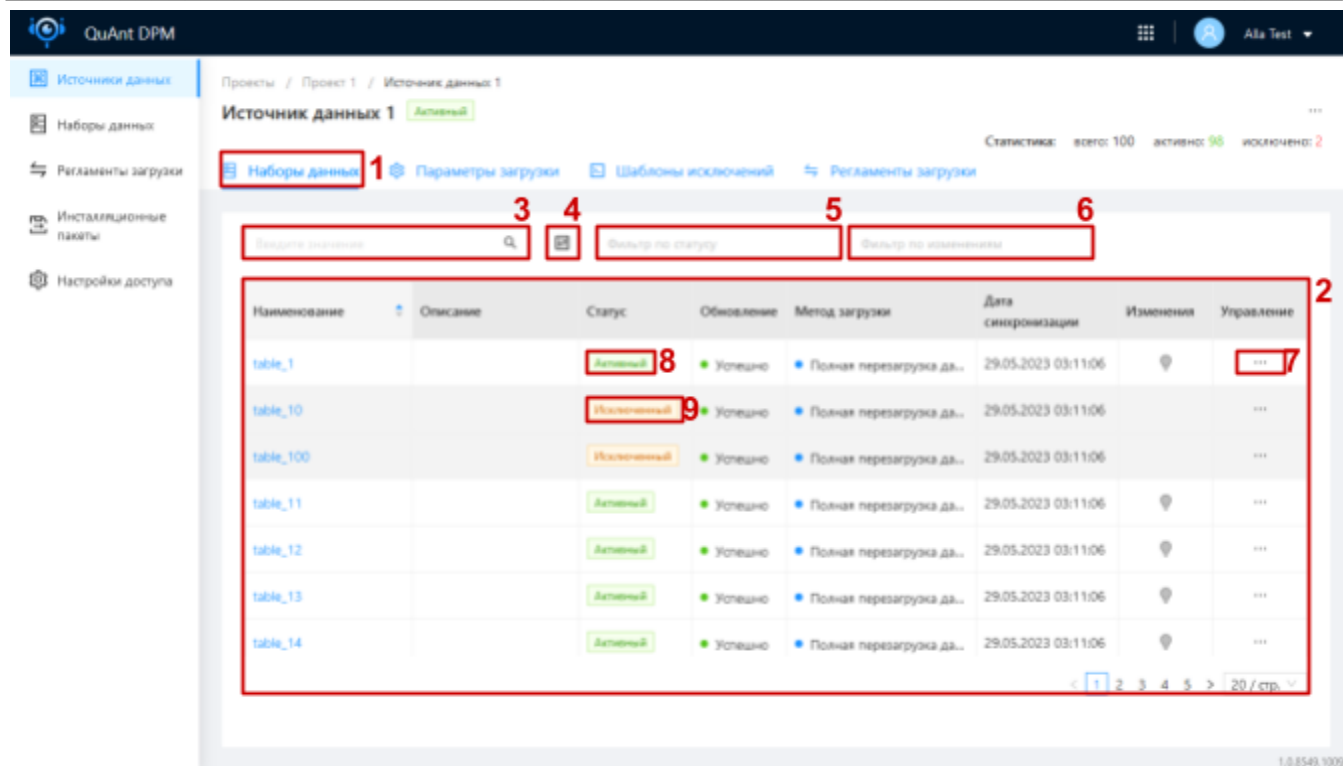 QuAnt DPM
Alla Test
Источники данных
Наборы данных
Регламенты загрузки
Инсталляционные
пакеты
Настройки доступа
Проекты / Проект 1 / Источник данных 1
Источник данных 1 Активный
...
Статистика: всего: 100 активно: 98 исключено: 2
Наборы данных 1 Параметры загрузки Шаблоны исключений Регламенты загрузки
3 4 5 6
Введите значение Фильтр по статусу Фильтр по изменениям
2
Наименование Описание Статус Обновление Метод загрузки Дата синхронизации Изменения Управление
table_1 Активный 8 Успешно Полная перезагрузка да... 29.05.2023 03:11:06 ... 7
table_10 Исключенный 9 Успешно Полная перезагрузка да... 29.05.2023 03:11:06 ...
table_100 Исключенный Успешно Полная перезагрузка да... 29.05.2023 03:11:06 ...
table_11 Активный Успешно Полная перезагрузка да... 29.05.2023 03:11:06 ...
table_12 Активный Успешно Полная перезагрузка да... 29.05.2023 03:11:06 ...
table_13 Активный Успешно Полная перезагрузка да... 29.05.2023 03:11:06 ...
table_14 Активный Успешно Полная перезагрузка да... 29.05.2023 03:11:06 ...
< 1 2 3 4 5 > 20 / стр.
1.0.8549.1009